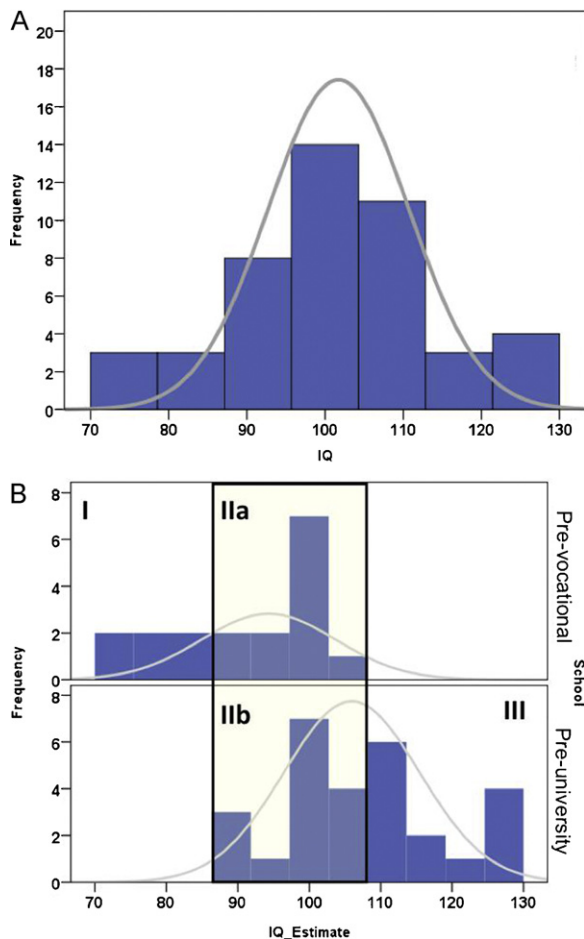 A
20
18
16
14
12
10
8
6
4
2
0
Frequency
70 80 90 100 110 120 130
IQ
B
I IIa
8
6
4
2
0
Pre-vocational
Frequency
School
IIb III
8
6
4
2
0
Pre-university
70 80 90 100 110 120 130
IQ_Estimate